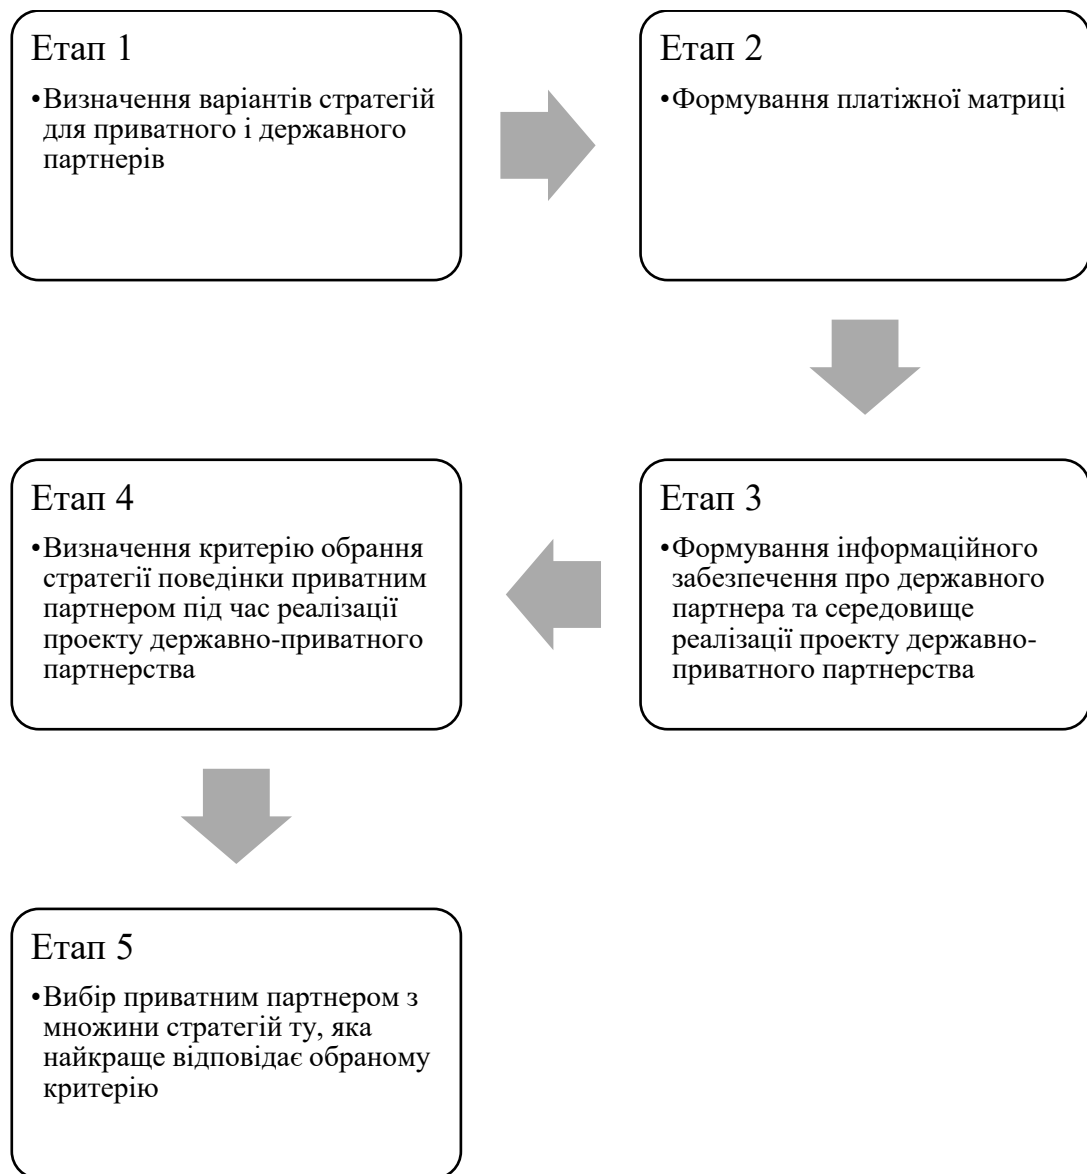 Етап 1
•Визначення варіантів стратегій
для приватного і державного
партнерів
Етап 2
•Формування платіжної матриці
Етап 3
•Формування інформаційного
забезпечення про державного
партнера та середовище
реалізації проекту державно-
приватного партнерства
Етап 4
•Визначення критерію обрання
стратегії поведінки приватним
партнером під час реалізації
проекту державно-приватного
партнерства
Етап 5
•Вибір приватним партнером з
множини стратегій ту, яка
найкраще відповідає обраному
критерію